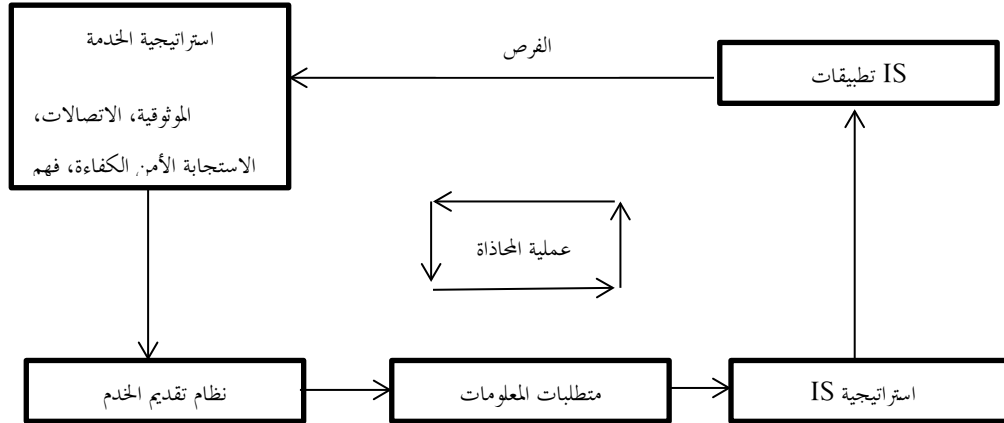 استراتيجية الخدمة
الموثوقية، الاتصالات،
الاستجابة الأمن الكفاءة، فهم
الفرص
تطبيقات IS
عملية المحاذاة
نظام تقديم الخدم
متطلبات المعلومات
استراتيجية IS